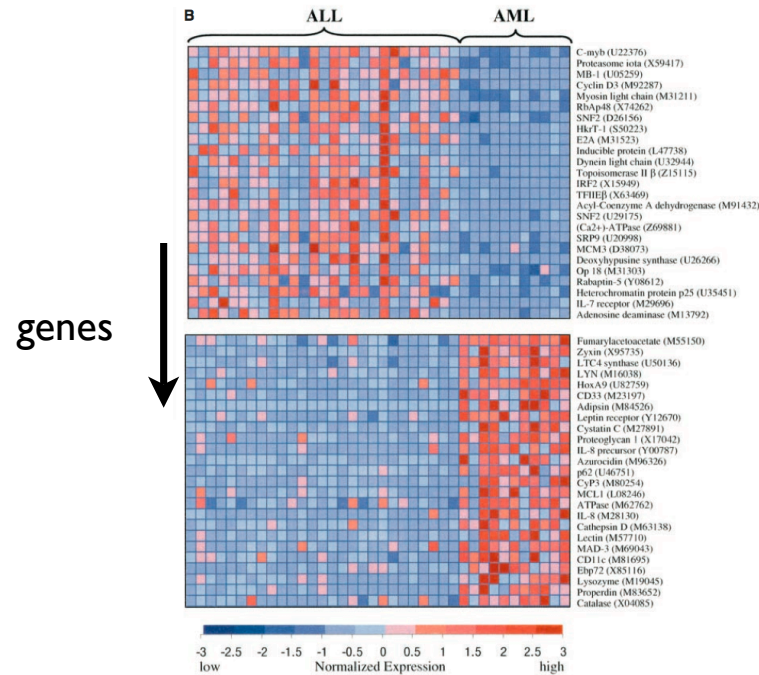 B
ALL AML
C-myb (U22376)
Proteasome iota (X59417)
MB-1 (U05259)
Cyclin D3 (M92287)
Myosin light chain (M31211)
RbAp48 (X74262)
SNF2 (D26156)
HkrT-1 (S50223)
E2A (M31523)
Inducible protein (L47738)
Dynein light chain (U32944)
Topoisomerase II β (Z15115)
IRF2 (X15949)
TFIIEβ (X63469)
Acyl-Coenzyme A dehydrogenase (M91432)
SNF2 (U29175)
(Ca2+)-ATPase (Z69881)
SRP9 (U20998)
MCM3 (D38073)
Deoxyhypusine synthase (U26266)
Op 18 (M31303)
Rabaptin-5 (Y08612)
Heterochromatin protein p25 (U35451)
IL-7 receptor (M29696)
Adenosine deaminase (M13792)
genes
Fumarylacetoacetate (M55150)
Zyxin (X95735)
LTC4 synthase (U50136)
LYN (M16038)
HoxA9 (U82759)
CD33 (M23197)
Adipsin (M84526)
Leptin receptor (Y12670)
Cystatin C (M27891)
Proteoglycan 1 (X17042)
IL-8 precursor (Y00787)
Azurocidin (M96326)
p62 (U46751)
CyP3 (M80254)
MCL1 (L08246)
ATPase (M62762)
IL-8 (M28130)
Cathepsin D (M63138)
Lectin (M57710)
MAD-3 (M69043)
CD11c (M81695)
Ebp72 (X85116)
Lysozyme (M19045)
Properdin (M83652)
Catalase (X04085)
-3 -2.5 -2 -1.5 -1 -0.5 0 0.5 1 1.5 2 2.5 3
low Normalized Expression high